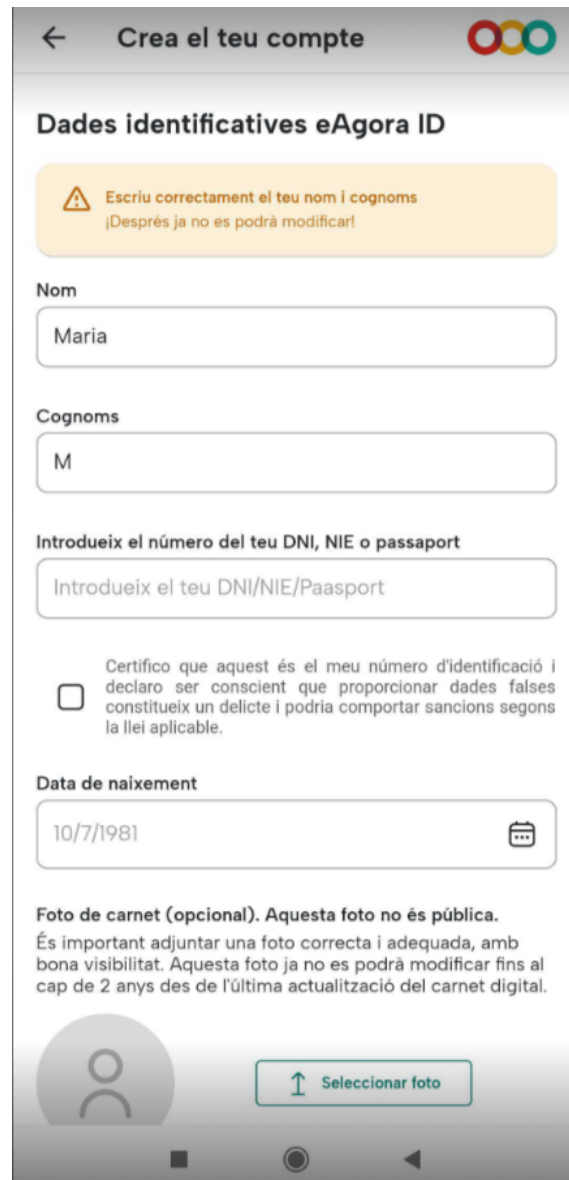 Crea el teu compte
Dades identificatives eAgora ID
Escriu correctament el teu nom i cognoms
¡Després ja no es podrà modificar!
Nom
Maria
Cognoms
M
Introdueix el número del teu DNI, NIE o passaport
Introdueix el teu DNI/NIE/Paasport
Certifico que aquest és el meu número d'identificació i
declaro ser conscient que proporcionar dades falses
constitueix un delicte i podria comportar sancions segons
la llei aplicable.
Data de naixement
10/7/1981
Foto de carnet (opcional). Aquesta foto no és pública.
És important adjuntar una foto correcta i adequada, amb
bona visibilitat. Aquesta foto ja no es podrà modificar fins al
cap de 2 anys des de l'última actualització del carnet digital.
Seleccionar foto